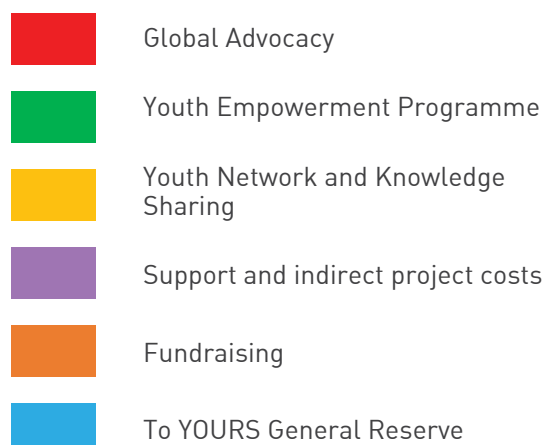 Global Advocacy
Youth Empowerment Programme
Youth Network and Knowledge
Sharing
Support and indirect project costs
Fundraising
To YOURS General Reserve